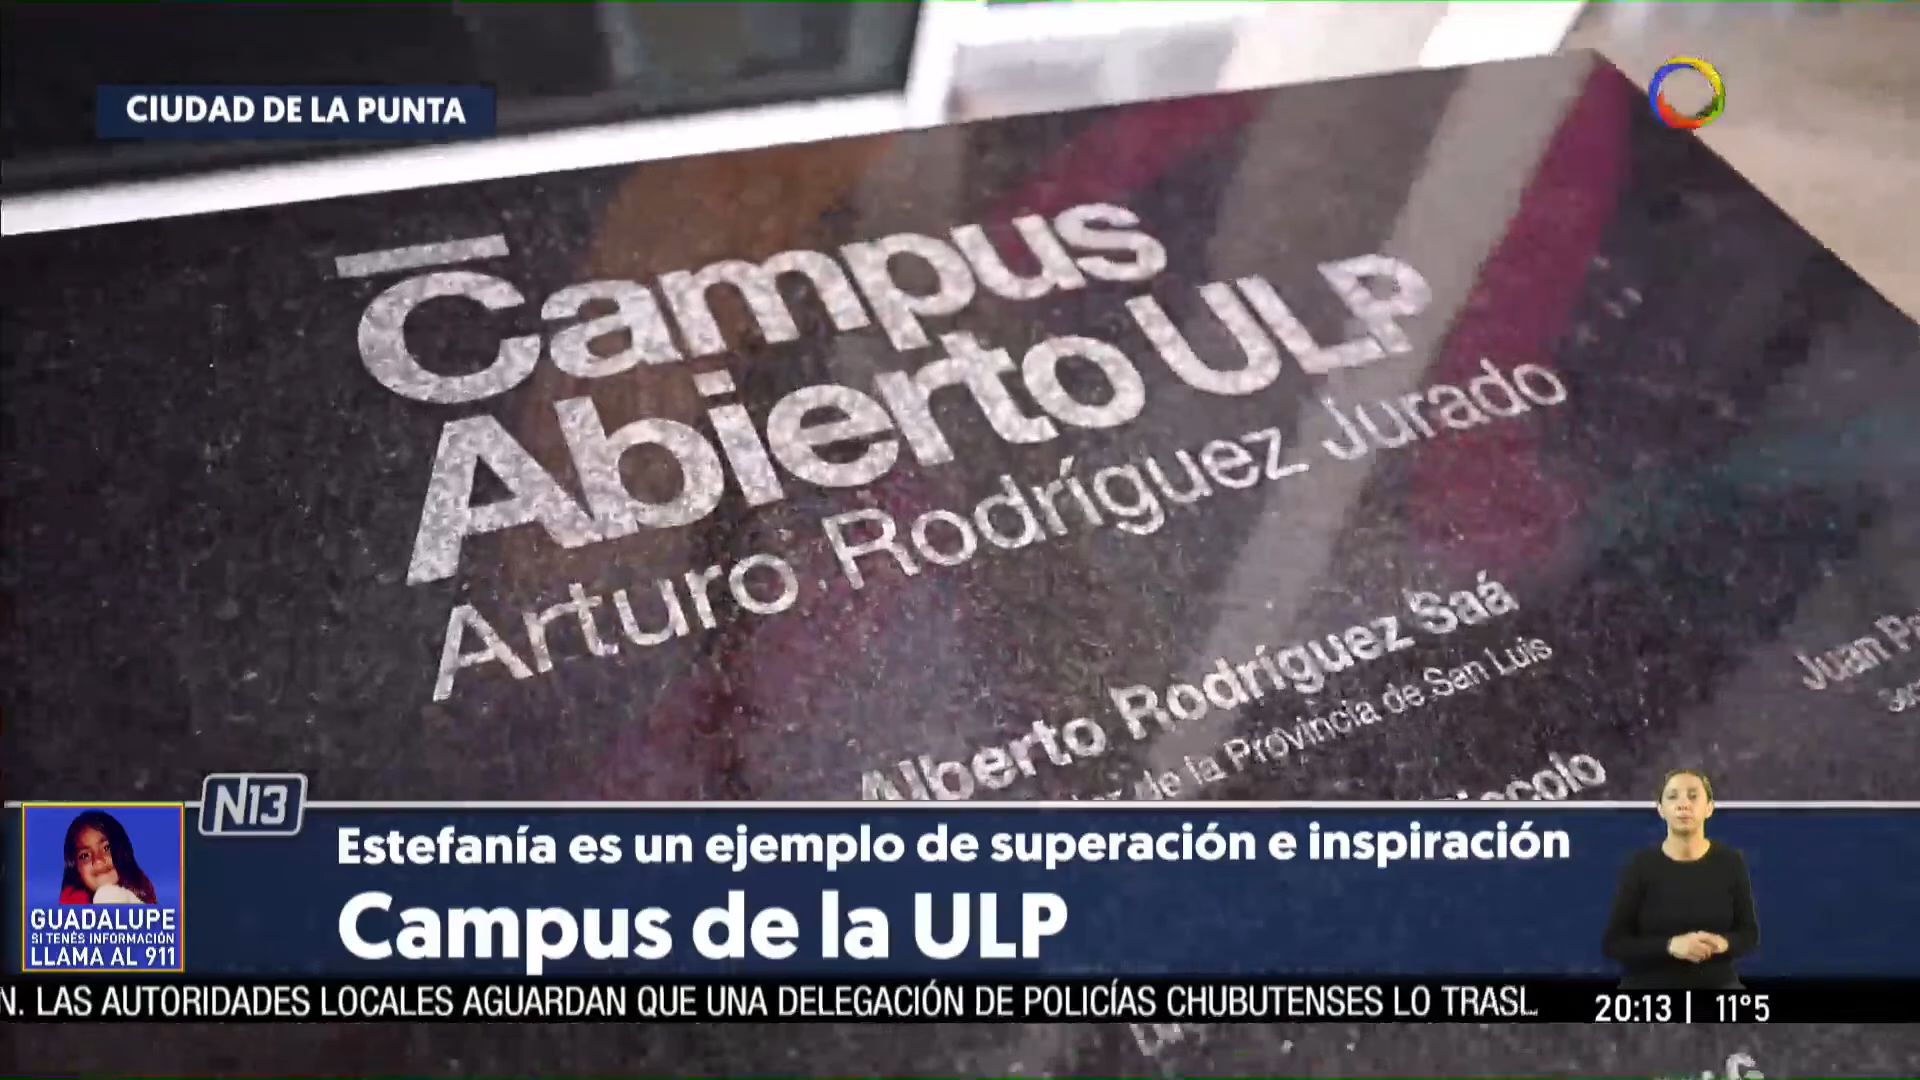 CIUDAD DE LA PUNTA
Campus
Abierto ULP
Arturo Rodríguez Jurado
Alberto Rodríguez Saá
de la Provincia de San Luis
Juan
N13
Estefanía es un ejemplo de superación e inspiración
Campus de la ULP
GUADALUPE
SI TENÉS INFORMACIÓN
LLAMA AL 911
N. LAS AUTORIDADES LOCALES AGUARDAN QUE UNA DELEGACIÓN DE POLICÍAS CHUBUTENSES LO TRASL
20:13 | 11°5